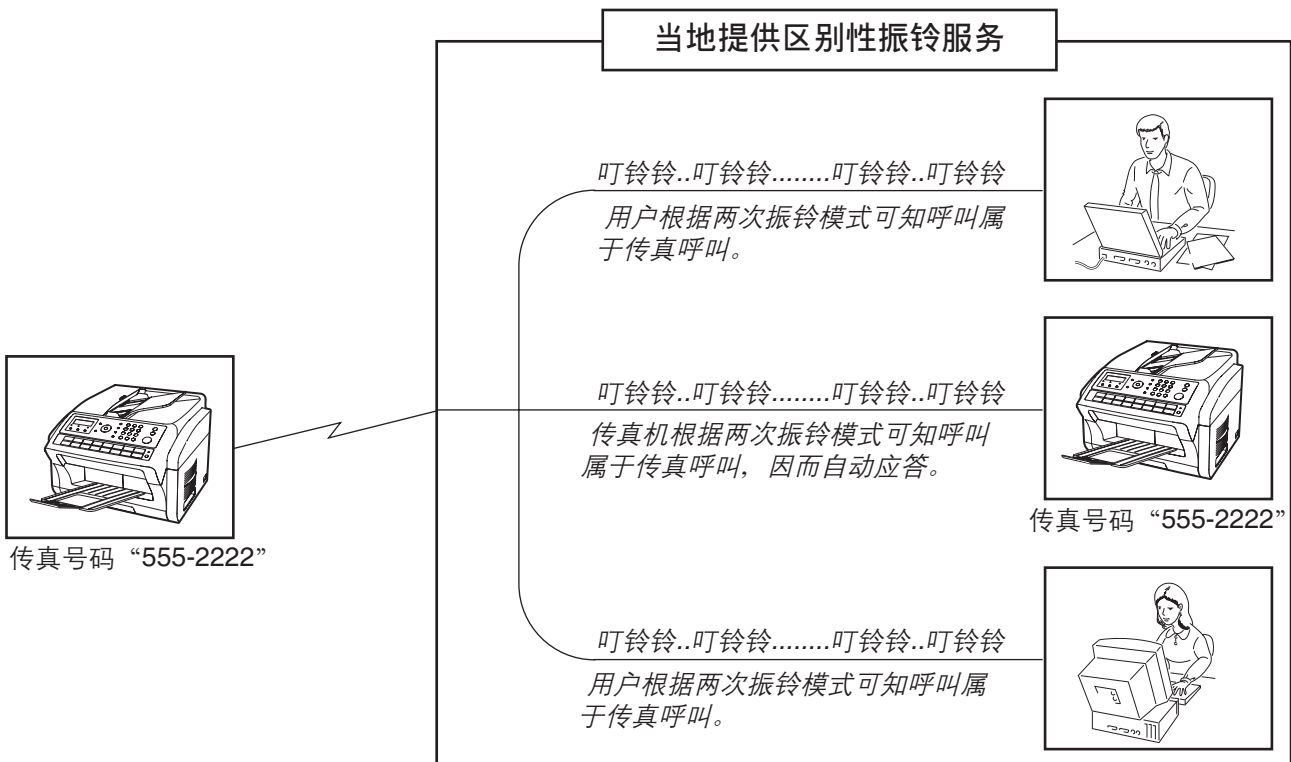 当地提供区别性振铃服务
叮铃铃..叮铃铃........叮铃铃..叮铃铃
用户根据两次振铃模式可知呼叫属
于传真呼叫。
叮铃铃..叮铃铃........叮铃铃..叮铃铃
传真机根据两次振铃模式可知呼叫
属于传真呼叫，因而自动应答。
传真号码“555-2222”
传真号码“555-2222”
叮铃铃..叮铃铃........叮铃铃..叮铃铃
用户根据两次振铃模式可知呼叫属
于传真呼叫。